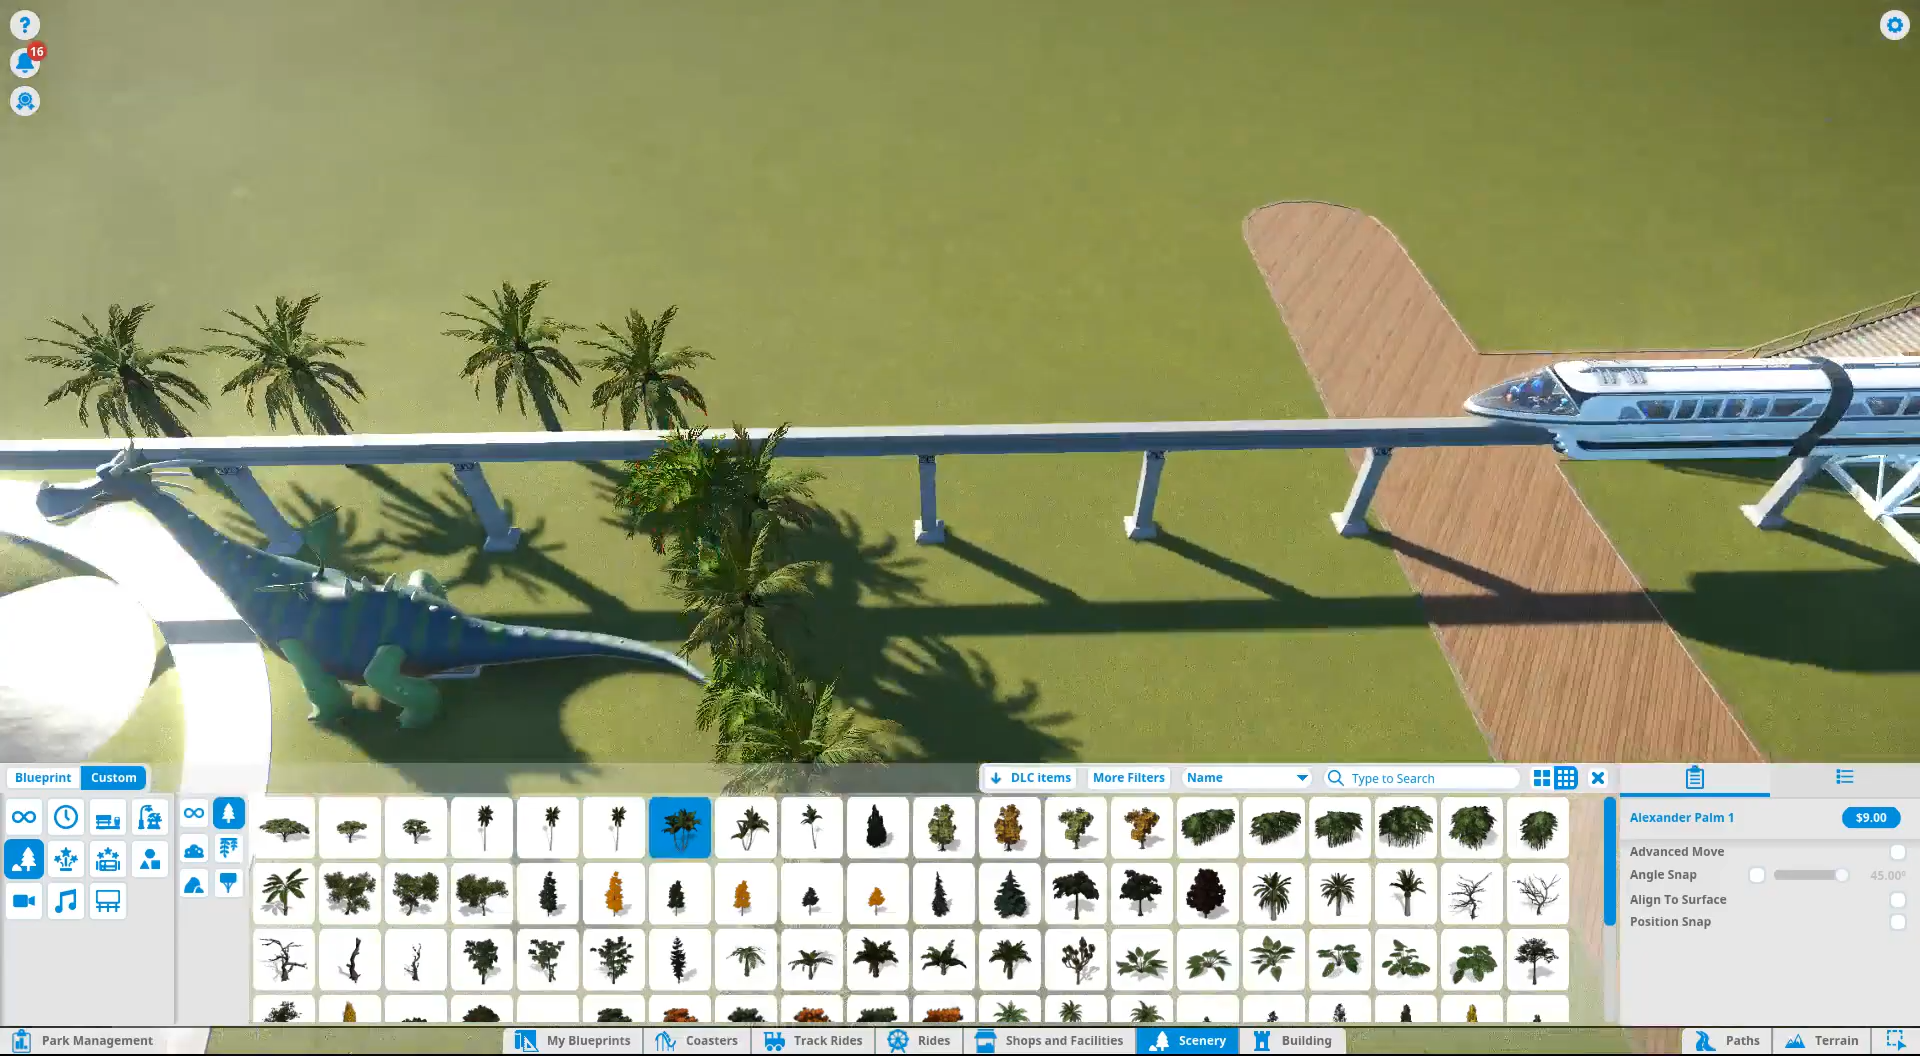 ?
16
Blueprint
Custom
DLC items
More Filters
Name
Type to Search
Alexander Palm 1
$9.00
Advanced Move
Angle Snap
45.00°
Align To Surface
Position Snap
Park Management
My Blueprints
Coasters
Track Rides
Rides
Shops and Facilities
Scenery
Building
Paths
Terrain